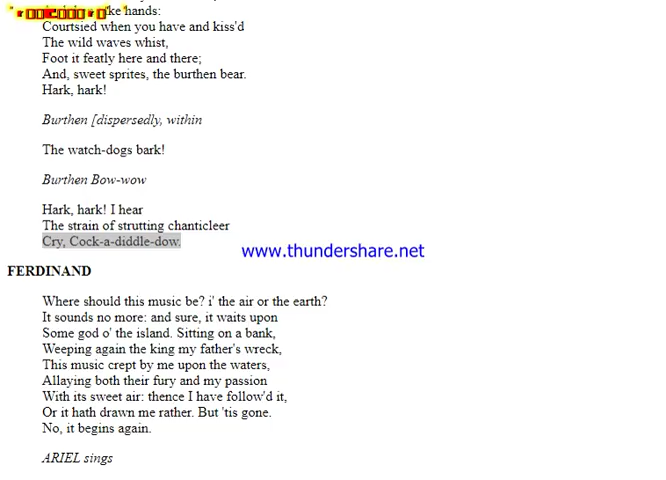 ke hands:
Courtsied when you have and kiss'd
The wild waves whist,
Foot it featly here and there;
And, sweet sprites, the burthen bear.
Hark, hark!
Burthen [dispersedly, within
The watch-dogs bark!
Burthen Bow-wow
Hark, hark! I hear
The strain of strutting chanticleer
Cry, Cock-a-diddle-dow.
www.thundershare.net
FERDINAND
Where should this music be? i' the air or the earth?
It sounds no more: and sure, it waits upon
Some god o' the island. Sitting on a bank,
Weeping again the king my father's wreck,
This music crept by me upon the waters,
Allaying both their fury and my passion
With its sweet air: thence I have follow'd it,
Or it hath drawn me rather. But 'tis gone.
No, it begins again.
ARIEL sings